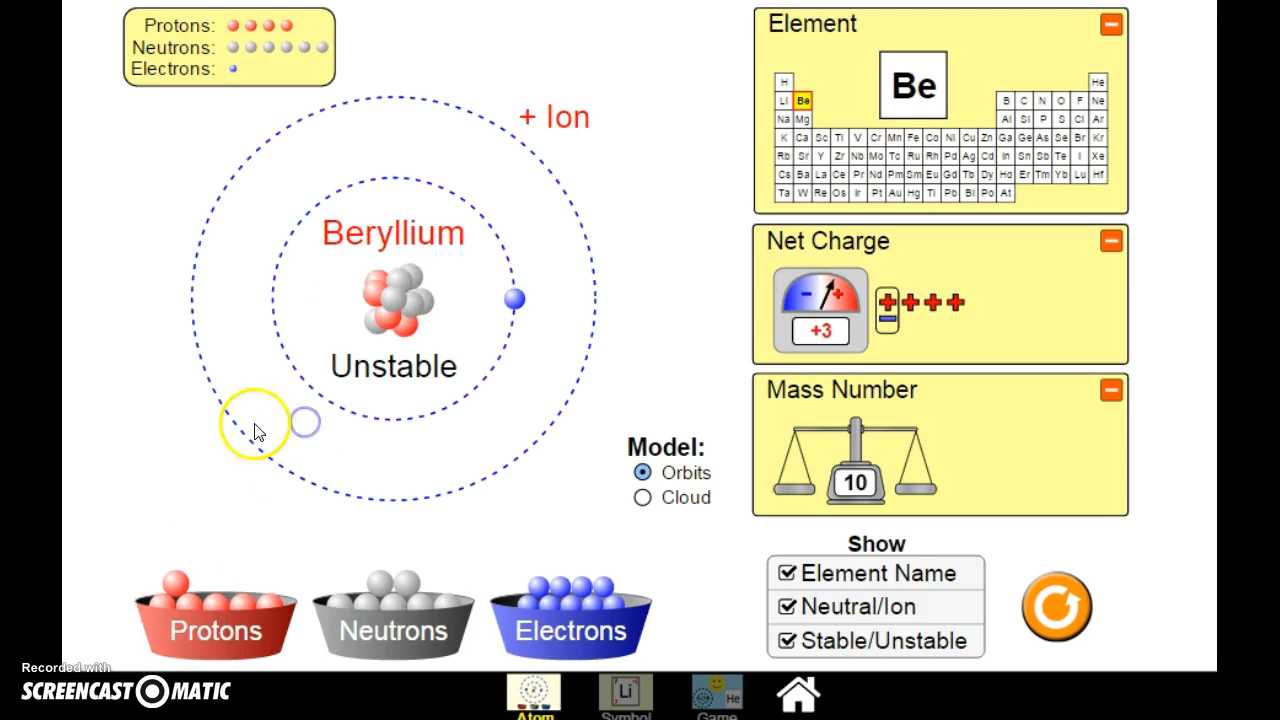 Protons:
Neutrons:
Electrons:
+ Ion
Beryllium
Unstable
Model:
Orbits
Cloud
Protons
Neutrons
Electrons
Element
Be
H He
Li Be B C N O F Ne
Na Mg Al Si P S Cl Ar
K Ca Sc Ti V Cr Mn Fe Co Ni Cu Zn Ga Ge As Se Br Kr
Rb Sr Y Zr Nb Mo Tc Ru Rh Pd Ag Cd In Sn Sb Te I Xe
Cs Ba La Ce Pr Nd Pm Sm Eu Gd Tb Dy Ho Er Tm Yb Lu Hf
Ta W Re Os Ir Pt Au Hg Tl Pb Bi Po At
Net Charge
- +
+3
+ + + +
-
Mass Number
10
Show
Element Name
Neutral/Ion
Stable/Unstable
Recorded with
SCREENCAST MATIC
Atom
Li
Symbol
He
Game